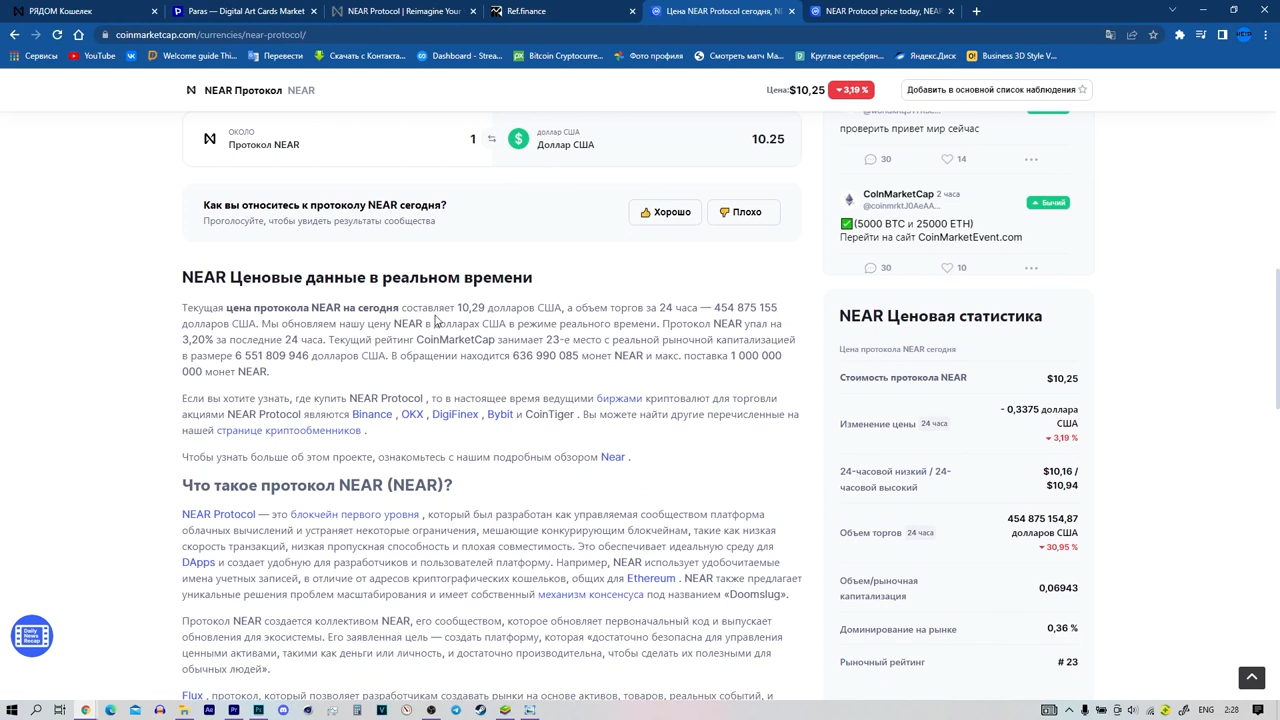 РЯДОМ Кошелек
NEAR Protocol | Reimagine
NEAR Protocol
Цена NEAR сегодня, N
NEAR
coinmarketcap.com/currencies/near-protocol/
Сервисы
YouTube
ВК
Welcome guide Thi...
Перевести
Скачать с Контакта...
Dashboard - Strea...
Bitcoin Cryptocurre...
Фото профиля
Смотреть матч Ма...
Круглые серебрян...
Яндекс.Диск
Business 3D Style V...
NEAR Протокол NEAR
Цена:$10,25 3,19 %
Добавить в основной список наблюдения
ОКОЛО
Протокол NEAR
1
доллар США
Доллар США
10.25
Как вы относитесь к протоколу NEAR сегодня?
Проголосуйте, чтобы увидеть результаты сообщества
Хорошо
Плохо
NEAR Ценовые данные в реальном времени
Текущая цена протокола NEAR на сегодня составляет 10,29 долларов США, а объем торгов за 24 часа — 454 875 155
долларов США. Мы обновляем нашу цену NEAR в долларах США в режиме реального времени. Протокол NEAR упал на
3,20% за последние 24 часа. Текущий рейтинг CoinMarketCap занимает 23-е место с реальной рыночной капитализацией
в размере 6 551 809 946 долларов США. В обращении находится 636 990 085 монет NEAR и макс. поставка 1 000 000
000 монет NEAR.
Если вы хотите узнать, где купить NEAR Protocol , то в настоящее время ведущими биржами криптовалют для торговли
акциями NEAR Protocol являются Binance , OKX , DigiFinex , Bybit и CoinTiger . Вы можете найти другие перечисленные на
нашей странице криптообменников .
Чтобы узнать больше об этом проекте, ознакомьтесь с нашим подробным обзором Near .
Что такое протокол NEAR (NEAR)?
NEAR Protocol — это блокчейн первого уровня , который был разработан как управляемая сообществом платформа
облачных вычислений и устраняет некоторые ограничения, мешающие конкурирующим блокчейнам, такие как низкая
скорость транзакций, низкая пропускная способность и плохая совместимость. Это обеспечивает идеальную среду для
DApps и создает удобную для разработчиков и пользователей платформу. Например, NEAR использует удобочитаемые
имена учетных записей, в отличие от адресов криптографических кошельков, общих для Ethereum . NEAR также предлагает
уникальные решения проблем масштабирования и имеет собственный механизм консенсуса под названием «Doomslug».
Протокол NEAR создается коллективом NEAR, его сообществом, которое обновляет первоначальный код и выпускает
обновления для экосистемы. Его заявленная цель — создать платформу, которая «достаточно безопасна для управления
ценными активами, такими как деньги или личность, и достаточно производительна, чтобы сделать их полезными для
обычных людей».
Flux , протокол, который позволяет разработчикам создавать рынки на основе активов, товаров, реальных событий, и
проверить привет мир сейчас
30
14
CoinMarketCap 2 часа
@coinmrktJ0AeAA...
Бычий
✅(5000 BTC и 25000 ETH)
Перейти на сайт CoinMarketEvent.com
30
10
NEAR Ценовая статистика
Цена протокола NEAR сегодня
Стоимость протокола NEAR
$10,25
Изменение цены 24 часа
- 0,3375 доллара
США
3,19 %
24-часовой низкий / 24-
часовой высокий
$10,16 /
$10,94
Объем торгов 24 часа
454 875 154,87
долларов США
30,95 %
Объем/рыночная
капитализация
0,06943
Доминирование на рынке
0,36 %
Рыночный рейтинг
# 23
Daily
News
Recap
ENG 2:28